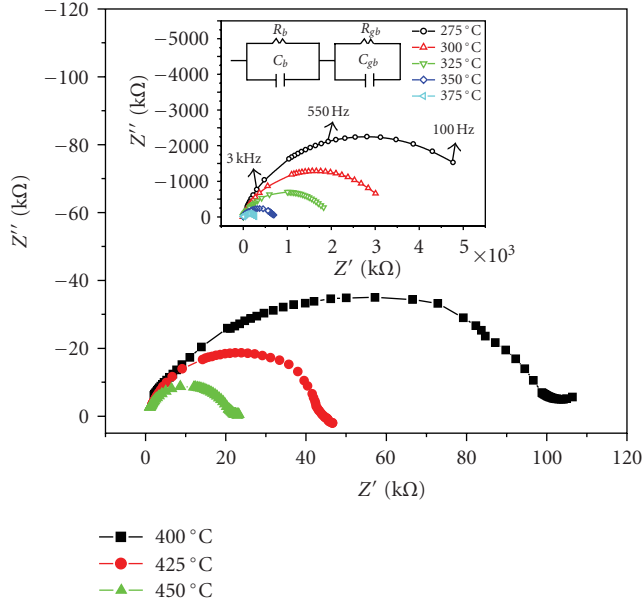 −120
−100
−80
−60
−40
−20
0
Z′′ (kΩ)
0 20 40 60 80 100 120
Z′ (kΩ)
−5000
−4000
−3000
−2000
−1000
0
Z′′ (kΩ)
R_b R_gb
C_b C_gb
275 °C
300 °C
325 °C
350 °C
375 °C
3 kHz
550 Hz
100 Hz
0 1 2 3 4 5
×10³
Z′ (kΩ)
400 °C
425 °C
450 °C